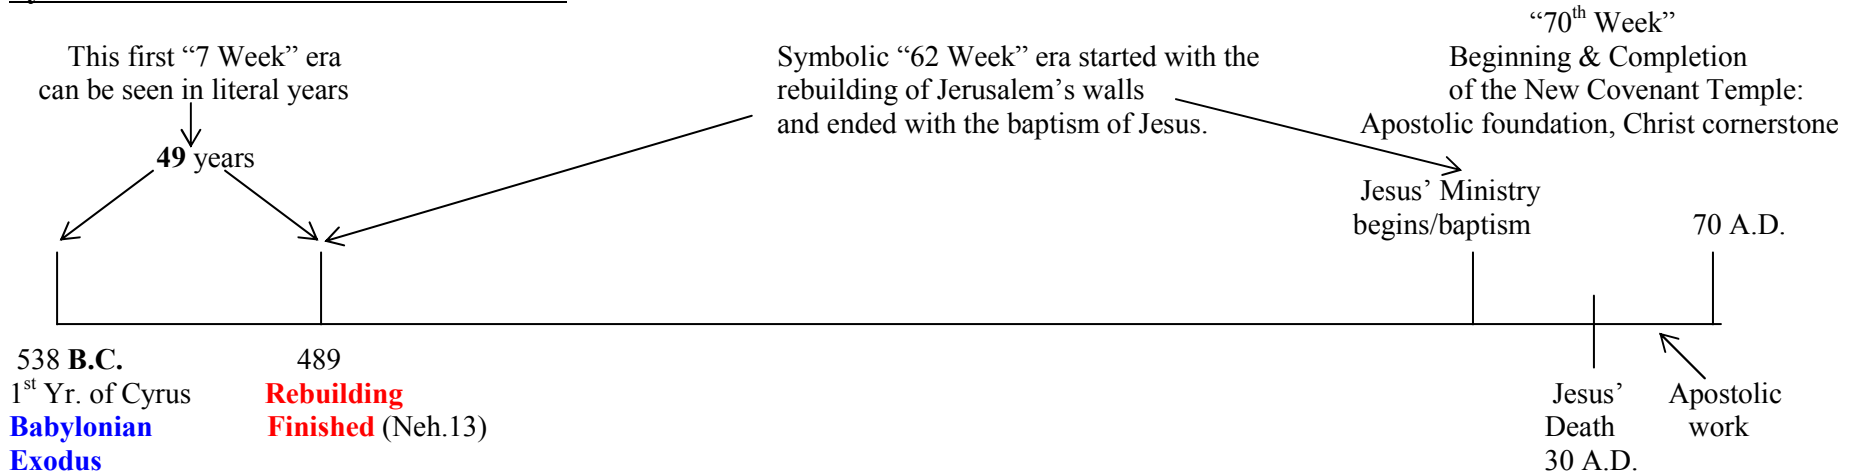 This first “7 Week” era
can be seen in literal years
49 years
Symbolic “62 Week” era started with the
rebuilding of Jerusalem’s walls
and ended with the baptism of Jesus.
“70th Week”
Beginning & Completion
of the New Covenant Temple:
Apostolic foundation, Christ cornerstone
Jesus’ Ministry
begins/baptism
70 A.D.
538 B.C.
1st Yr. of Cyrus
Babylonian
Exodus
489
Rebuilding
Finished (Neh.13)
Jesus’
Death
30 A.D.
Apostolic
work